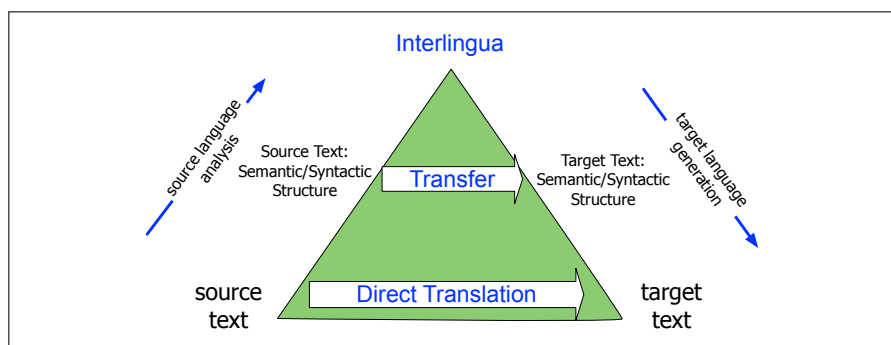 Interlingua
source language
analysis
Source Text:
Semantic/Syntactic
Structure
Transfer
Target Text:
Semantic/Syntactic
Structure
target language
generation
source
text
Direct Translation
target
text